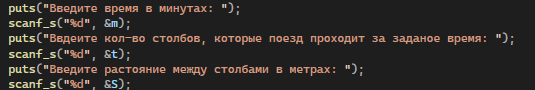 puts("Введите время в минутах: ");
scanf_s("%d", &m);
puts("Ввдеите кол-во столбов, которые поезд проходит за заданое время: ");
scanf_s("%d", &t);
puts("Введите растояние между столбами в метрах: ");
scanf_s("%d", &S);